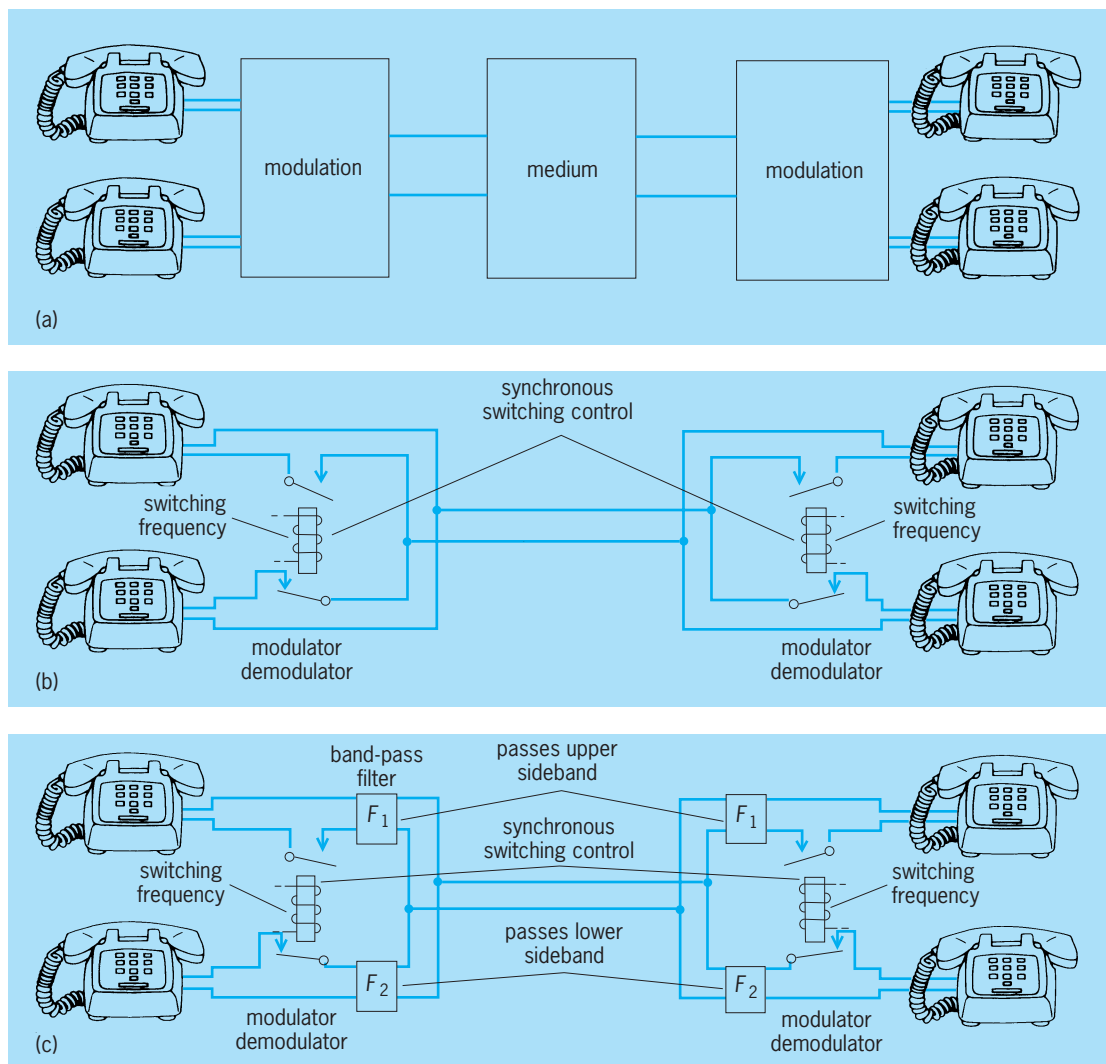 modulation
medium
modulation
(a)
synchronous
switching control
switching
frequency
switching
frequency
modulator
demodulator
modulator
demodulator
(b)
band-pass
filter
passes upper
sideband
F1
F1
synchronous
switching control
switching
frequency
switching
frequency
passes lower
sideband
F2
F2
modulator
demodulator
modulator
demodulator
(c)